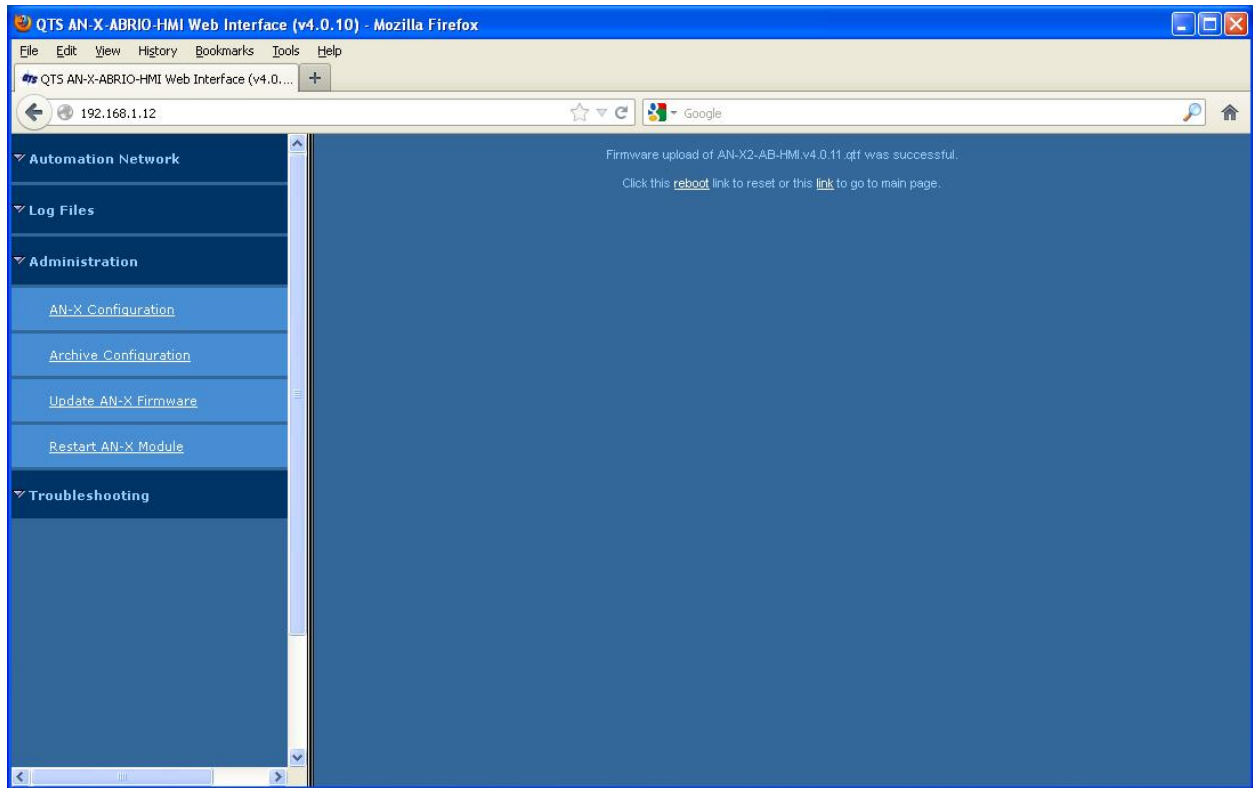 QTS AN-X-ABRIO-HMI Web Interface (v4.0.10) - Mozilla Firefox
File Edit View History Bookmarks Tools Help
QTS QTS AN-X-ABRIO-HMI Web Interface (v4.0.... +
192.168.1.12 Google
Automation Network
Log Files
Administration
AN-X Configuration
Archive Configuration
Update AN-X Firmware
Restart AN-X Module
Troubleshooting
Firmware upload of AN-X2-AB-HMI.v4.0.11.qtf was successful.
Click this reboot link to reset or this link to go to main page.